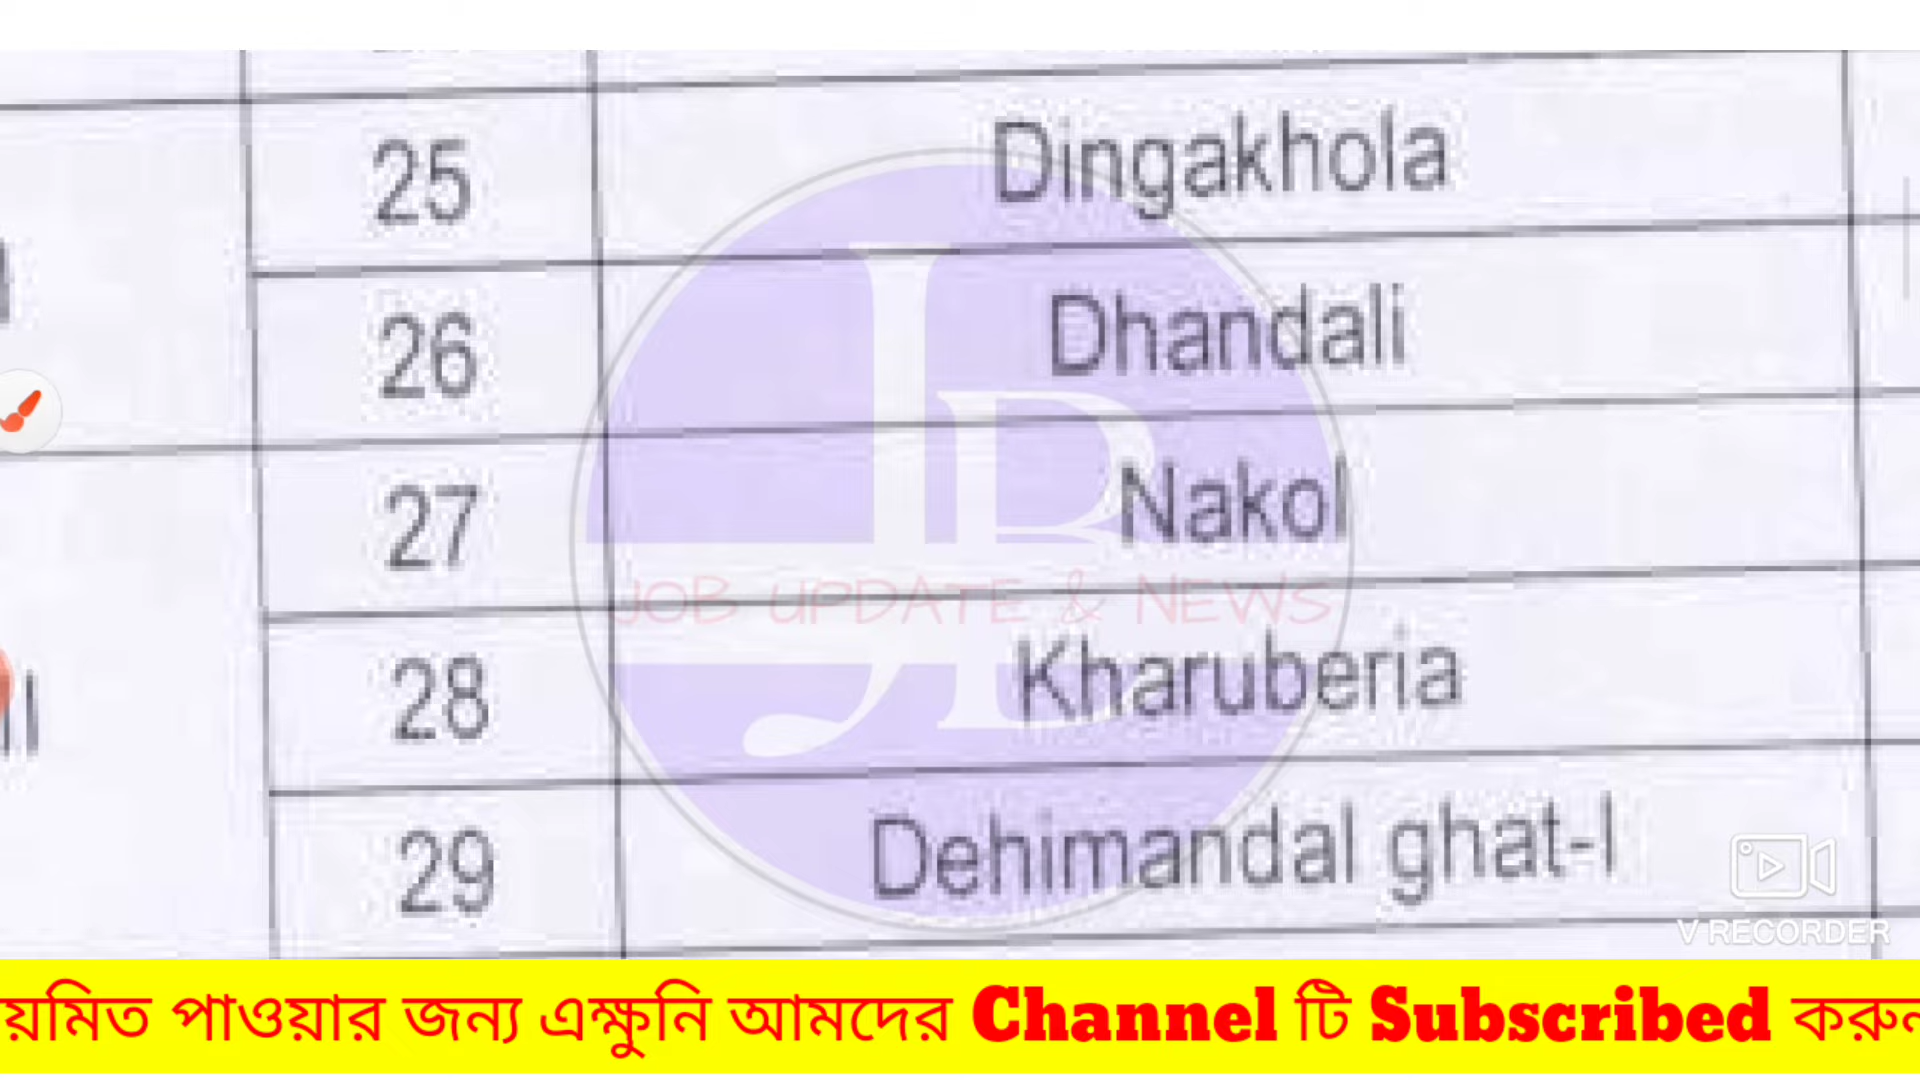 25 Dingakhola
26 Dhandali
27 Nakol
JOB UPDATE & NEWS
28 Kharuberia
29 Dehimandal ghat-I
V RECORDER
য়মিত পাওয়ার জন্য এক্ষুনি আমদের Channel টি Subscribed করুন